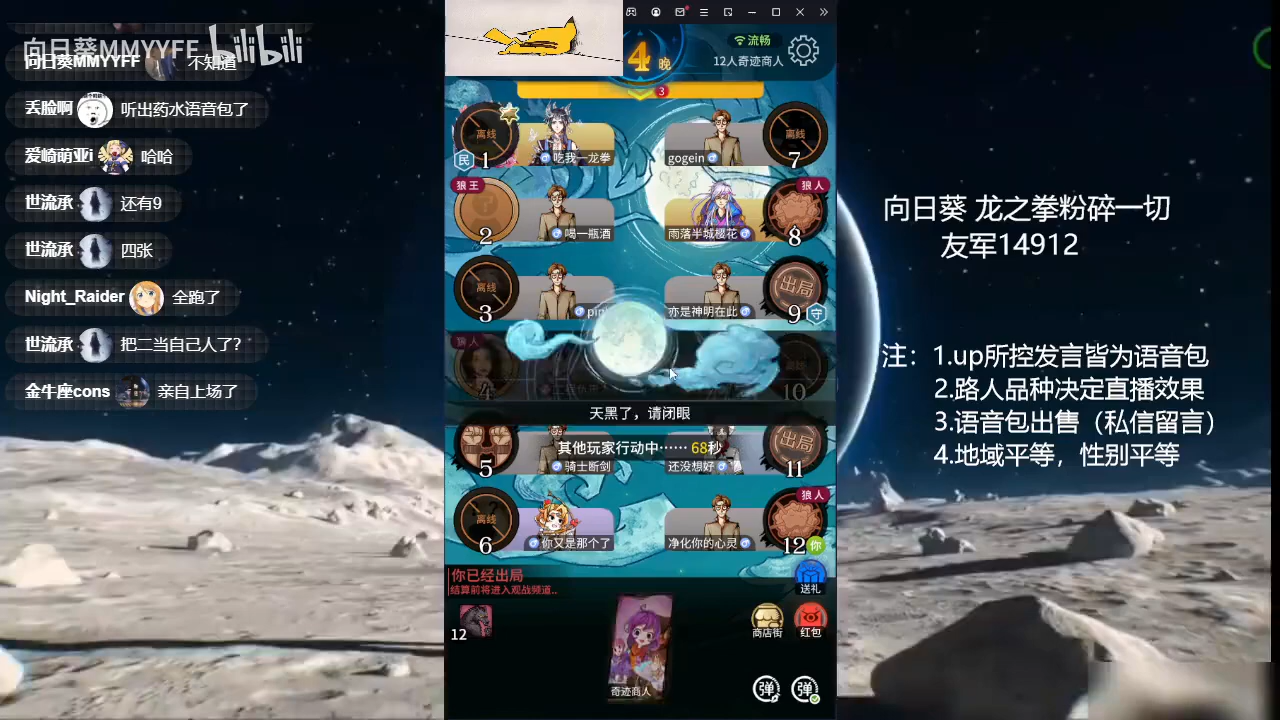 向日葵MMYYFF bilibili
向日葵MMYYFF 不知道
丢脸啊 听出药水语音包了
爱崎萌亚i 哈哈
世流承 还有9
世流承 四张
Night_Raider 全跑了
世流承 把二当自己人了?
金牛座cons 亲自上场了
4晚
流畅
12人奇迹商人
3
离线
民 1
吃我一龙拳
gogein
离线
7
狼王
2
喝一瓶酒
雨落半城樱花
狼人
8
离线
3
亦是神明在此
出局
9 守
狼人
4
10
天黑了，请闭眼
其他玩家行动中······ 68秒
5
骑士断剑
还没想好
出局
11
离线
6
你又是那个了
净化你的心灵
狼人
12 你
你已经出局
结算前将进入观战频道..
送礼
12
商店街
红包
奇迹商人
弹
弹
向日葵 龙之拳粉碎一切
友军14912
注：1.up所控发言皆为语音包
2.路人品种决定直播效果
3.语音包出售（私信留言）
4.地域平等，性别平等